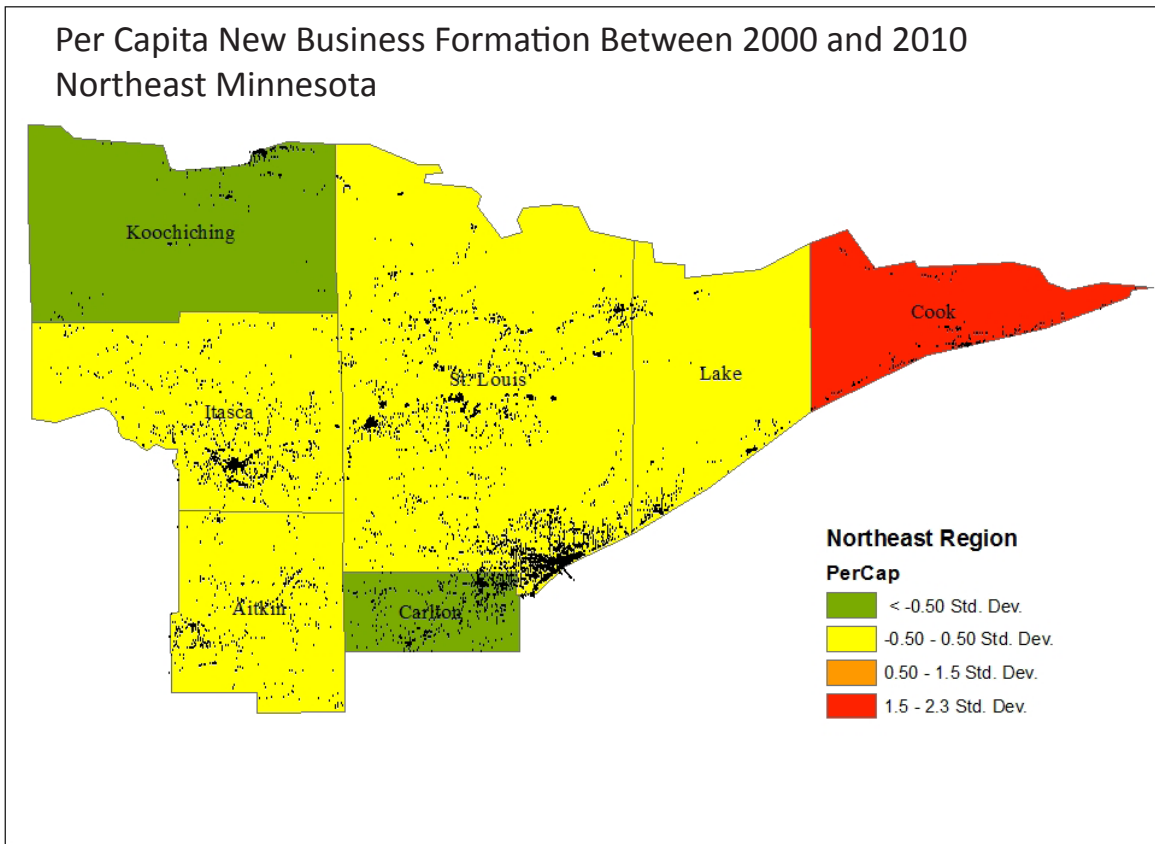 Per Capita New Business Formation Between 2000 and 2010
Northeast Minnesota
Koochiching
Cook
St. Louis
Lake
Itasca
Aitkin
Carlton
Northeast Region
PerCap
< -0.50 Std. Dev.
-0.50 - 0.50 Std. Dev.
0.50 - 1.5 Std. Dev.
1.5 - 2.3 Std. Dev.